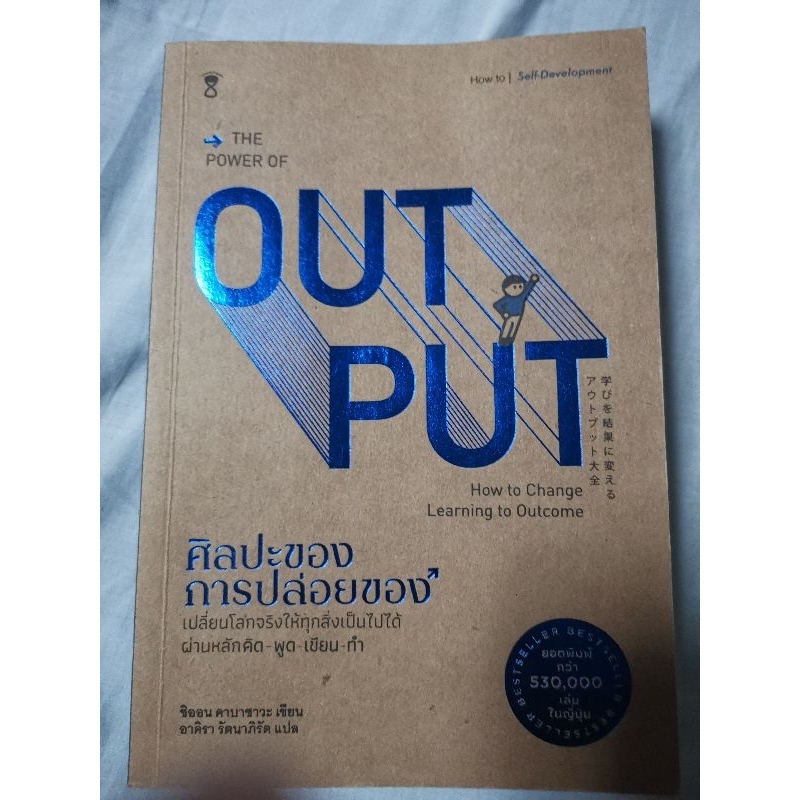 How to | Self-Development
→ THE
POWER OF
OUT
PUT
学びを結果に変える
アウトプット大全
How to Change
Learning to Outcome
ศิลปะของ
การปล่อยของ
เปลี่ยนโลกจริงให้ทุกสิ่งเป็นไปได้
ผ่านหลักคิด-พูด-เขียน-ทำ
ชิออน คาบาซาวะ เขียน
อาคิรา รัตนาภิรัต แปล
BESTSELLER BESTSELLER BESTSELLER
ยอดพิมพ์
กว่า
530,000
เล่ม
ในญี่ปุ่น